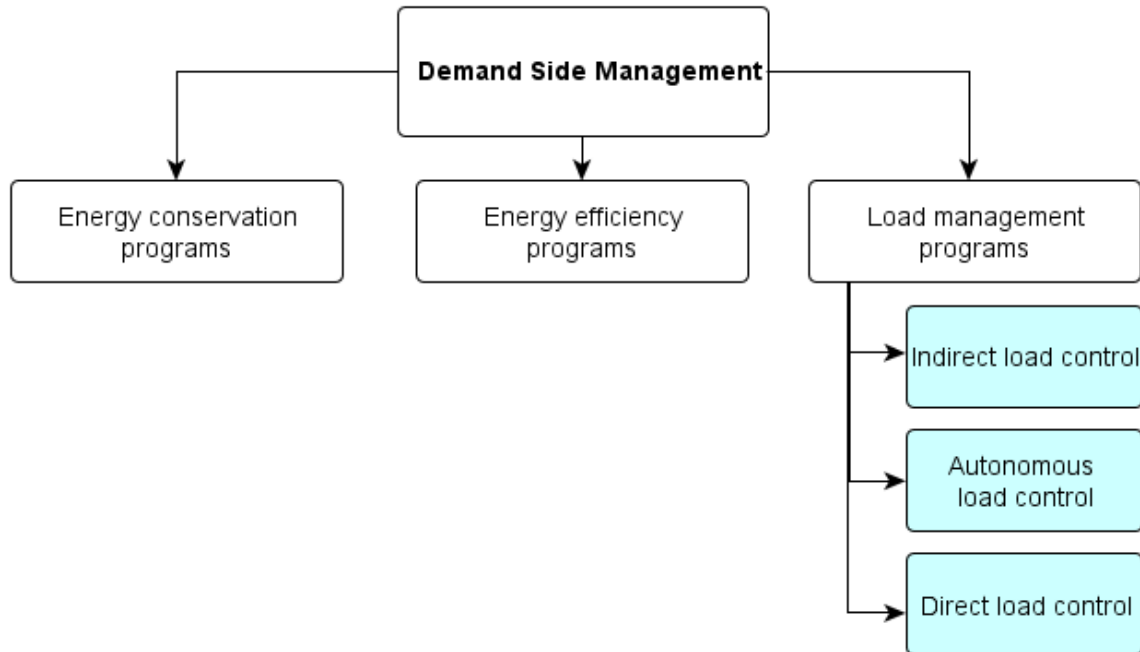 Demand Side Management
Energy conservation
programs
Energy efficiency
programs
Load management
programs
Indirect load control
Autonomous
load control
Direct load control